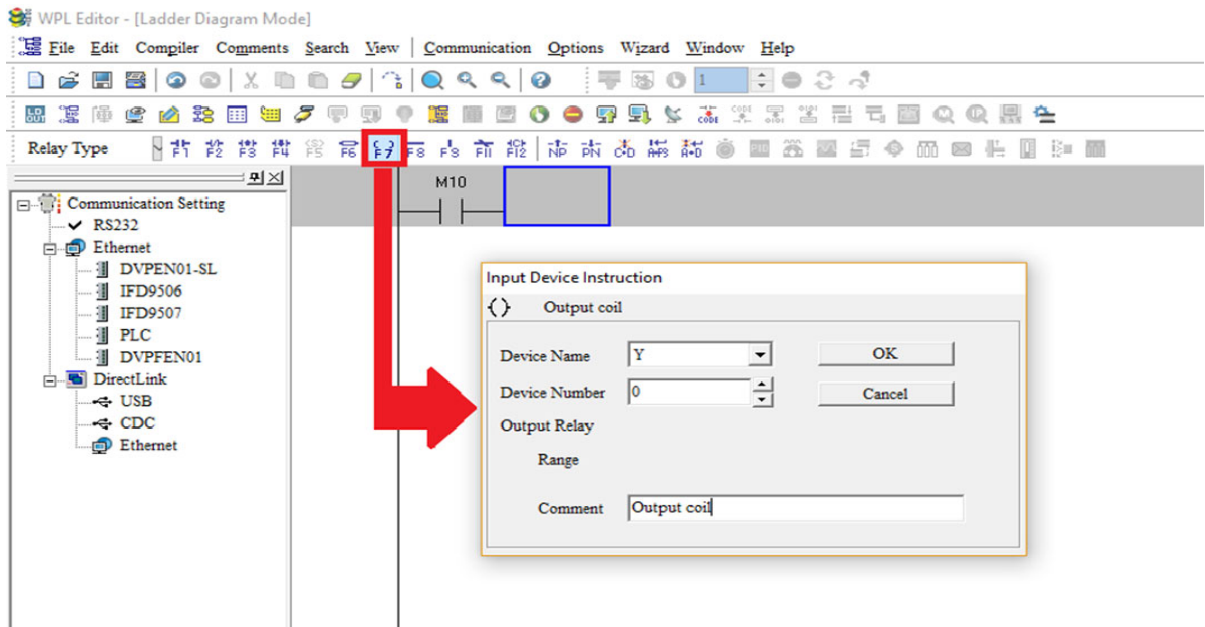 WPL Editor - [Ladder Diagram Mode]
File Edit Compiler Comments Search View Communication Options Wizard Window Help
1
Relay Type F1 F2 F3 F4 F5 F6 F7 F8 F9 F11 F12 NP PN
M10
Communication Setting
RS232
Ethernet
DVPEN01-SL
IFD9506
IFD9507
PLC
DVPFEN01
DirectLink
USB
CDC
Ethernet
Input Device Instruction
Output coil
Device Name Y OK
Device Number 0 Cancel
Output Relay
Range
Comment Output coil